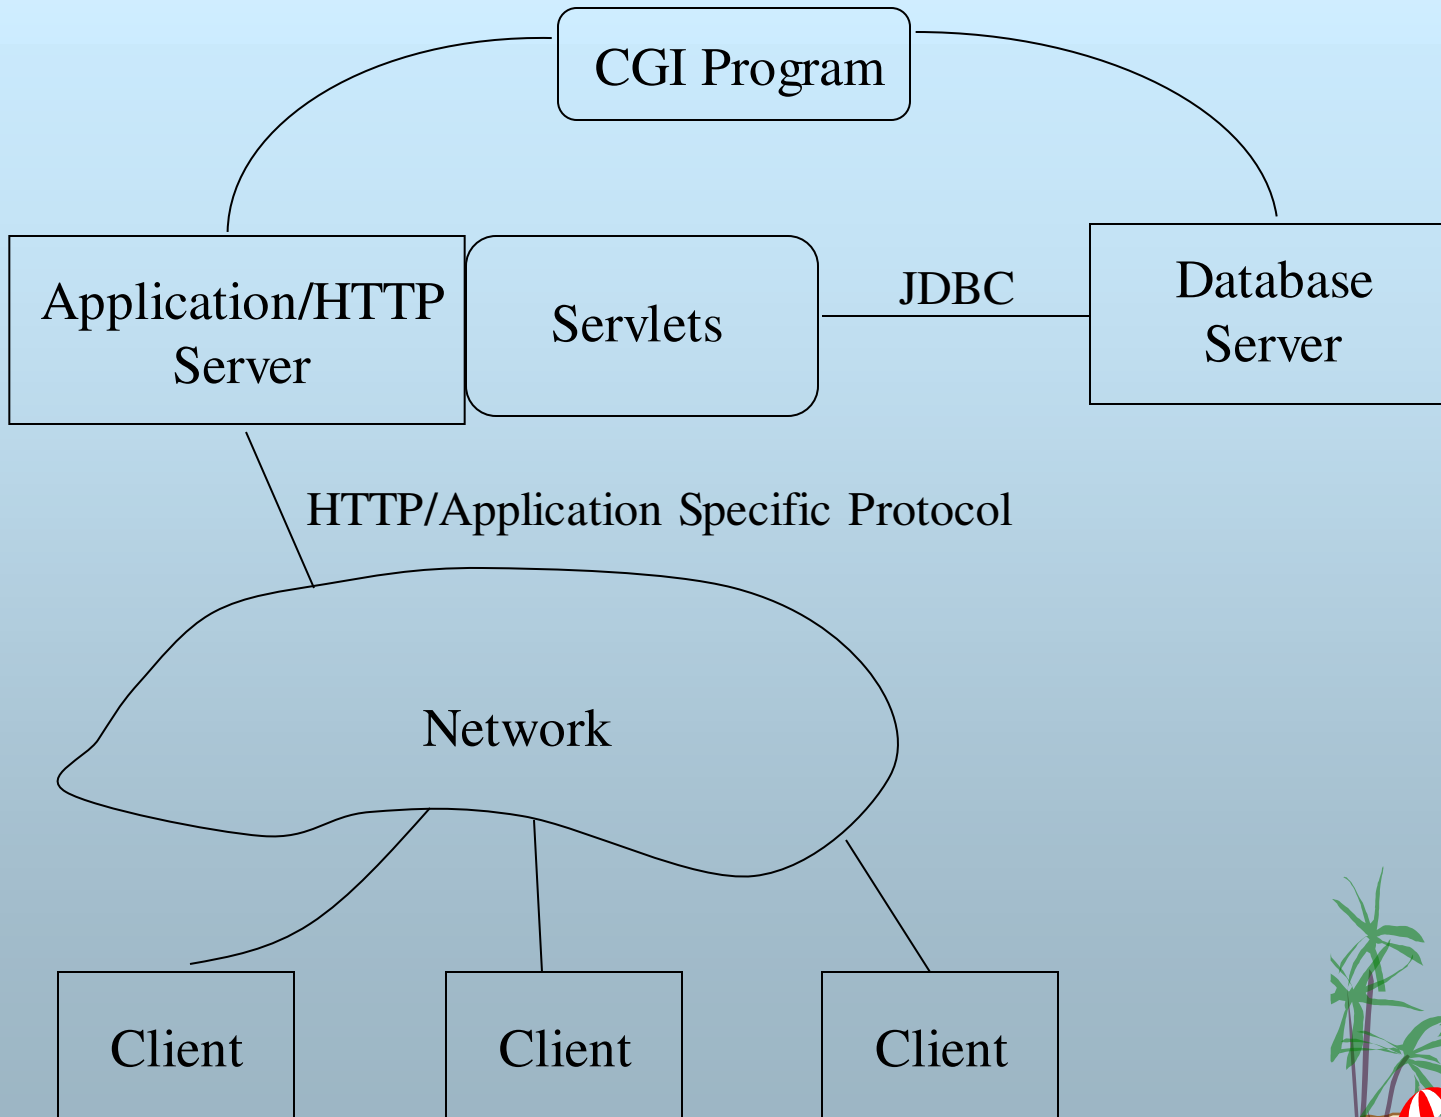 CGI Program
Application/HTTP
Server
Servlets
JDBC
Database
Server
HTTP/Application Specific Protocol
Network
Client
Client
Client